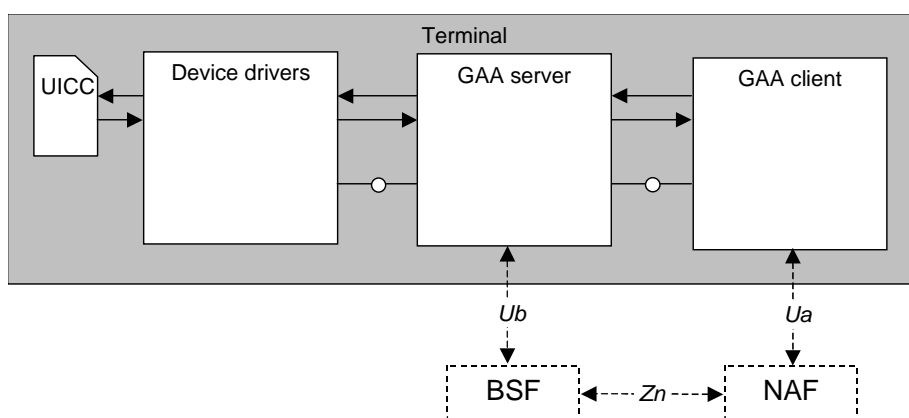 Terminal
UICC
Device drivers
GAA server
GAA client
Ub
Ua
BSF
Zn
NAF